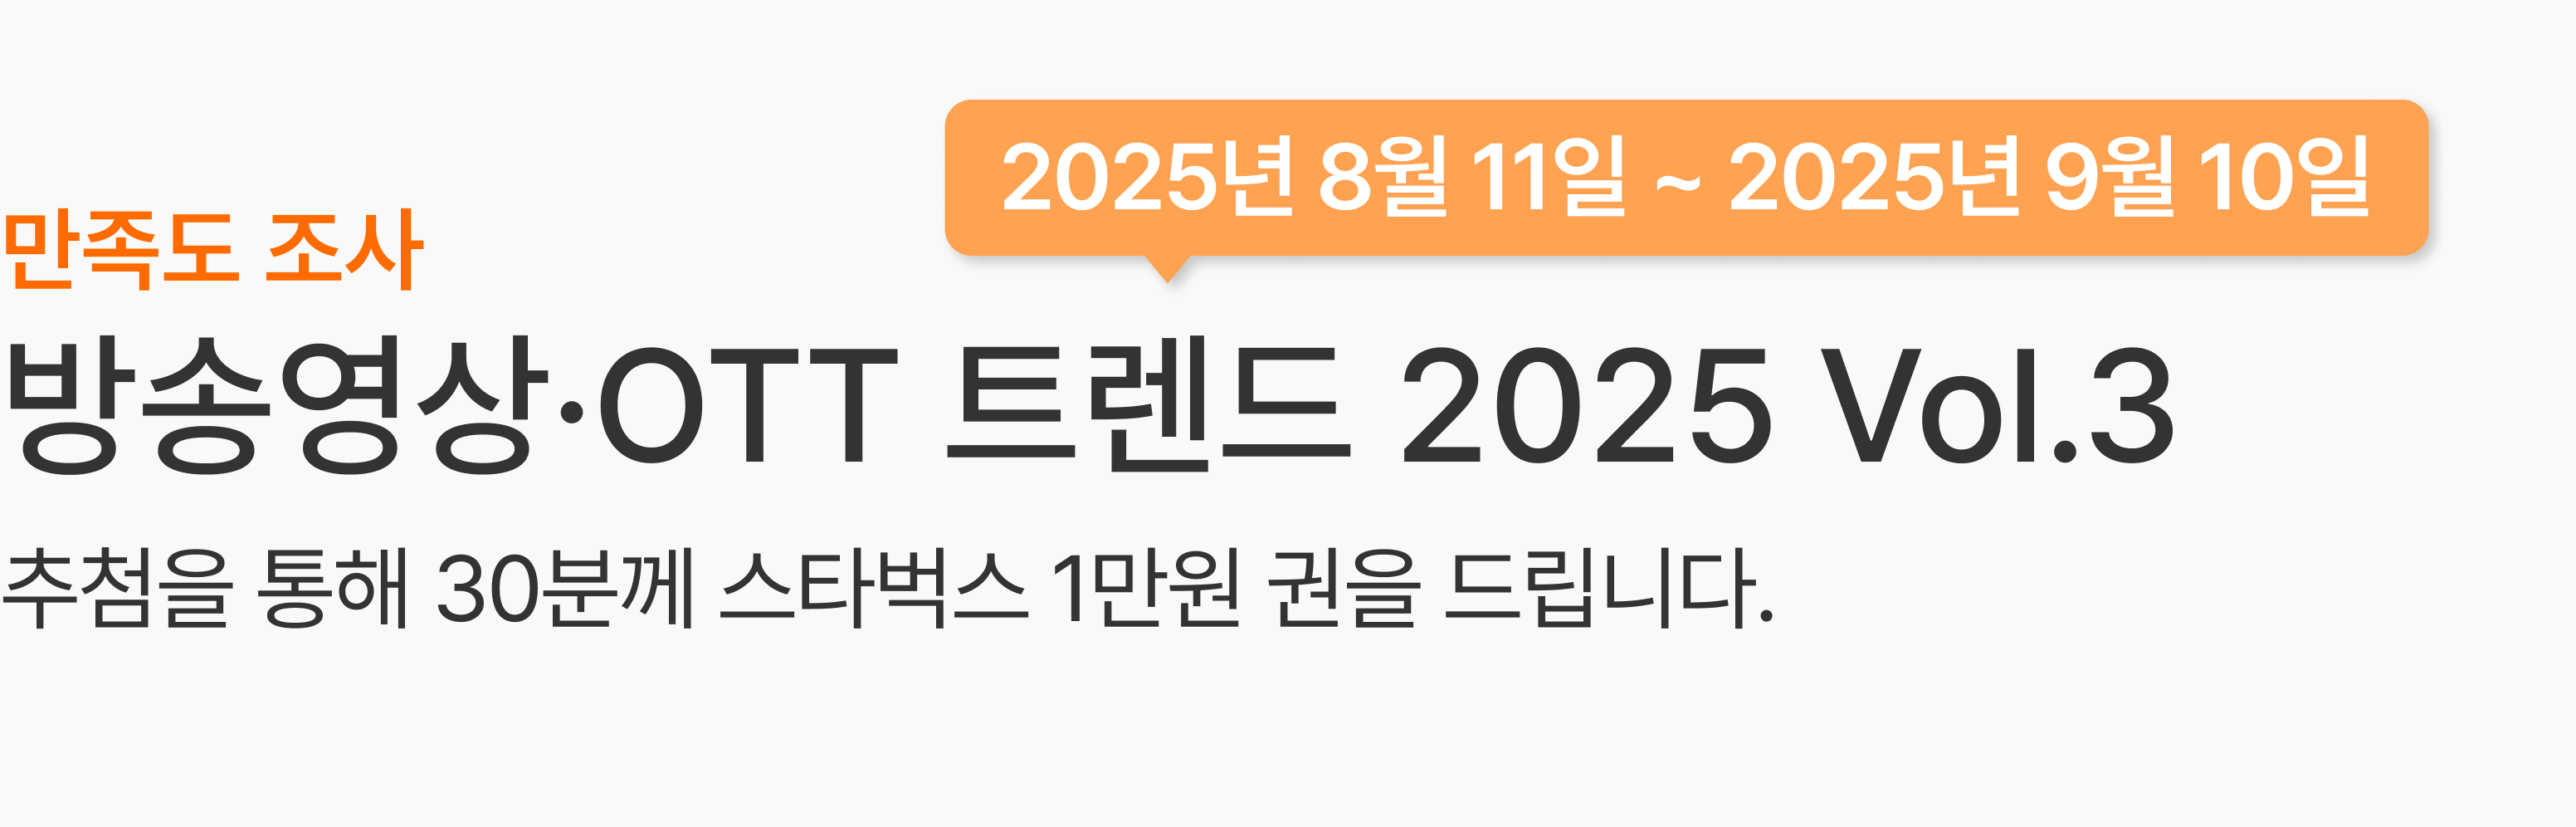 2025년 8월 11일 ~ 2025년 9월 10일
만족도 조사
방송영상·OTT 트렌드 2025 Vol.3
추첨을 통해 30분께 스타벅스 1만원 권을 드립니다.